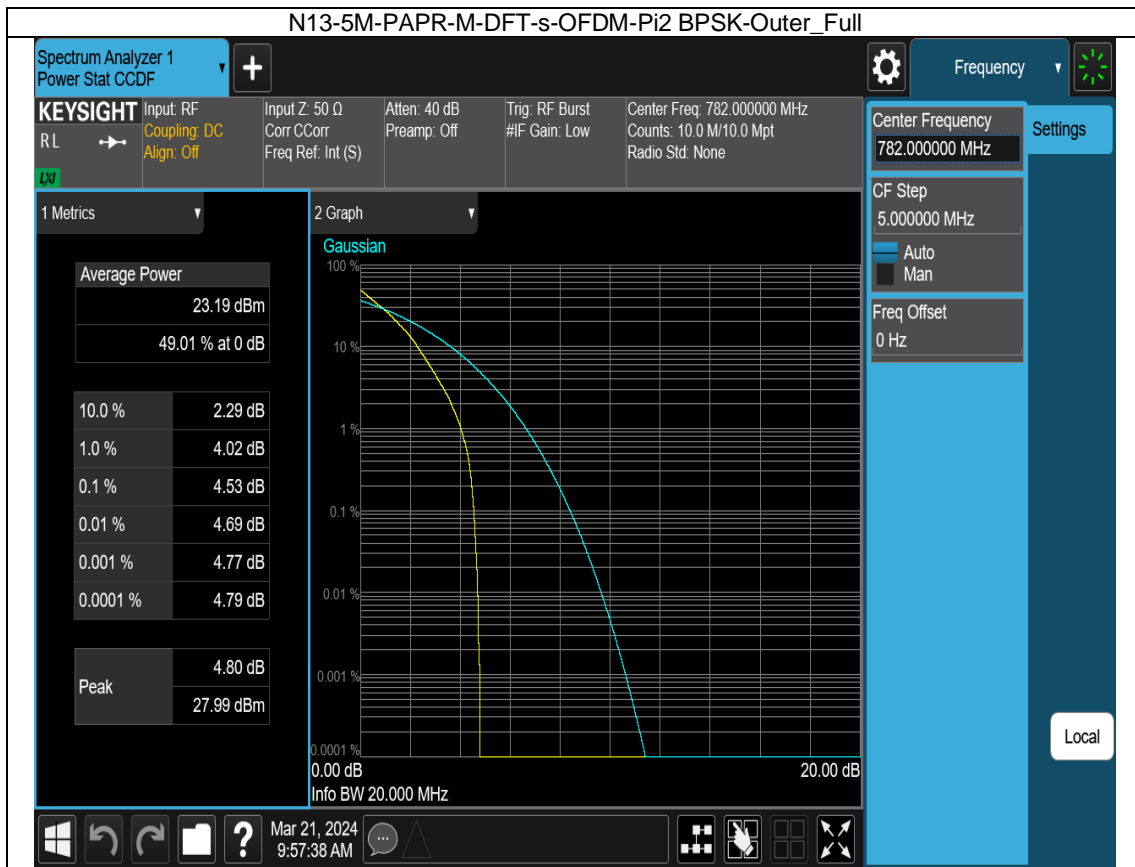 N13-5M-PAPR-M-DFT-s-OFDM-Pi2 BPSK-Outer_Full
Spectrum Analyzer 1
Power Stat CCDF
+
Frequency
KEYSIGHT
R L
LXI
Input: RF
Coupling: DC
Align: Off
Input Z: 50 Ω
Corr CCorr
Freq Ref: Int (S)
Atten: 40 dB
Preamp: Off
Trig: RF Burst
#IF Gain: Low
Center Freq: 782.000000 MHz
Counts: 10.0 M/10.0 Mpt
Radio Std: None
Center Frequency
782.000000 MHz
Settings
CF Step
5.000000 MHz
Auto
Man
Freq Offset
0 Hz
1 Metrics
Average Power
23.19 dBm
49.01 % at 0 dB
10.0 % 2.29 dB
1.0 % 4.02 dB
0.1 % 4.53 dB
0.01 % 4.69 dB
0.001 % 4.77 dB
0.0001 % 4.79 dB
Peak
4.80 dB
27.99 dBm
2 Graph
Gaussian
100 %
10 %
1 %
0.1 %
0.01 %
0.001 %
0.0001 %
0.00 dB 20.00 dB
Info BW 20.000 MHz
Local
?
Mar 21, 2024
9:57:38 AM